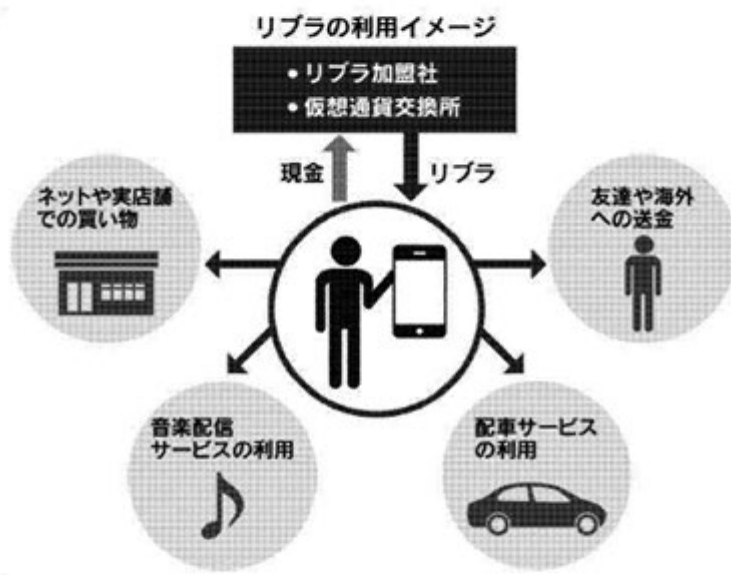 リブラの利用イメージ
• リブラ加盟社
• 仮想通貨交換所
現金
リブラ
ネットや実店舗
での買い物
友達や海外
への送金
音楽配信
サービスの利用
配車サービス
の利用